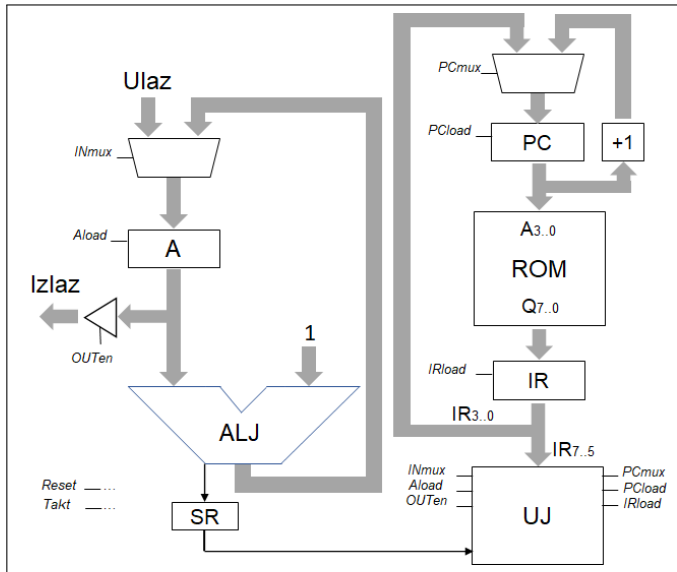 Ulaz
INmux
Aload
A
Izlaz
OUTen
1
ALJ
Reset ...
Takt ...
SR
PCmux
PCload
PC
+1
A3..0
ROM
Q7..0
IRload
IR
IR3..0
IR7..5
INmux
Aload
OUTen
UJ
PCmux
PCload
IRload